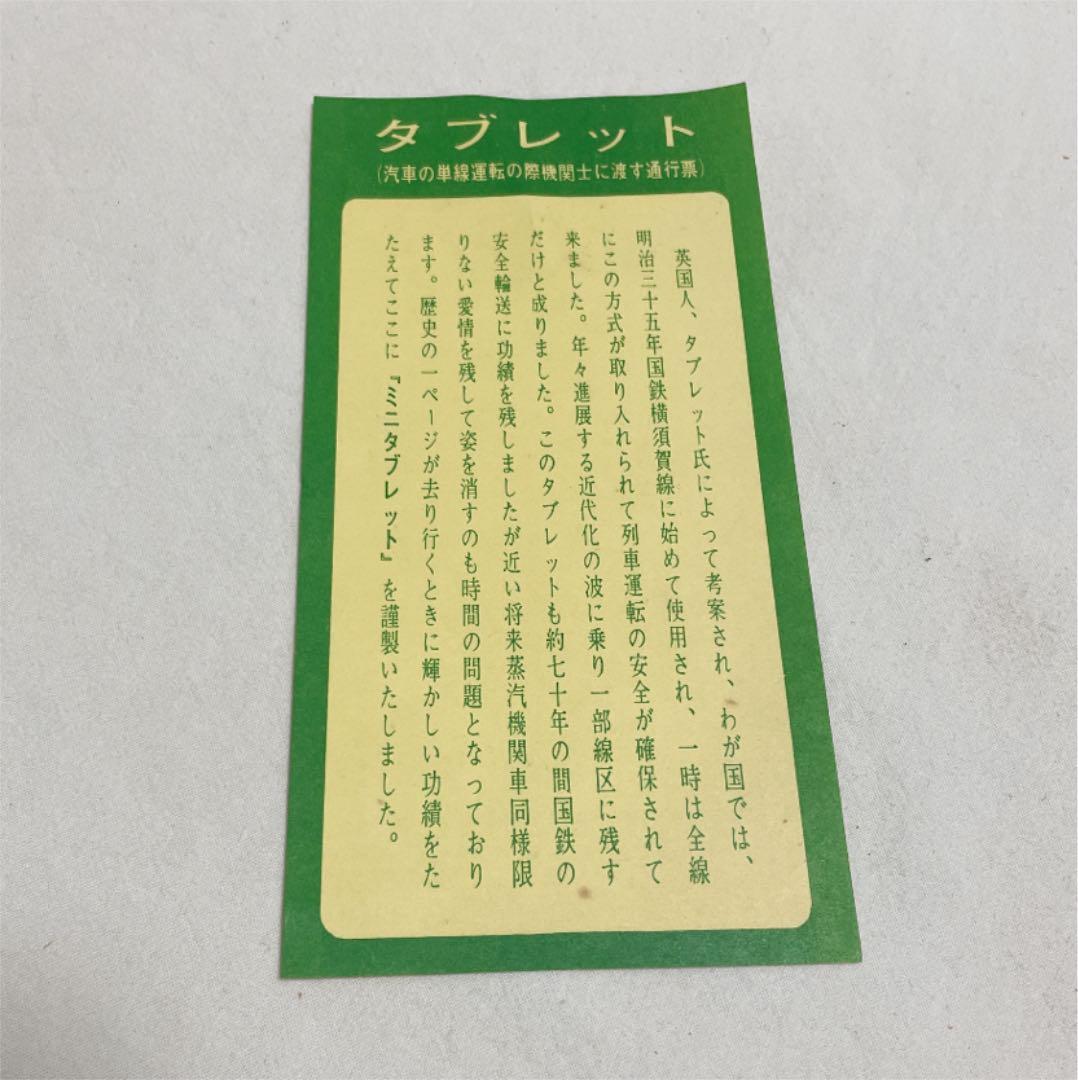 タブレット
(汽車の単線運転の際機関士に渡す通行票)
英国人、タブレット氏によって考案され、わが国では、
明治三十五年国鉄横須賀線に始めて使用され、一時は全線
にこの方式が取り入れられて列車運転の安全が確保されて
来ました。年々進展する近代化の波に乗り一部線区に残す
だけと成りました。このタブレットも約七十年の間国鉄の
安全輸送に功績を残しましたが近い将来蒸汽機関車同様限
りない愛情を残して姿を消すのも時間の問題となっており
ます。歴史の一ページが去り行くときに輝かしい功績をた
たえてここに『ミニタブレット』を謹製いたしました。